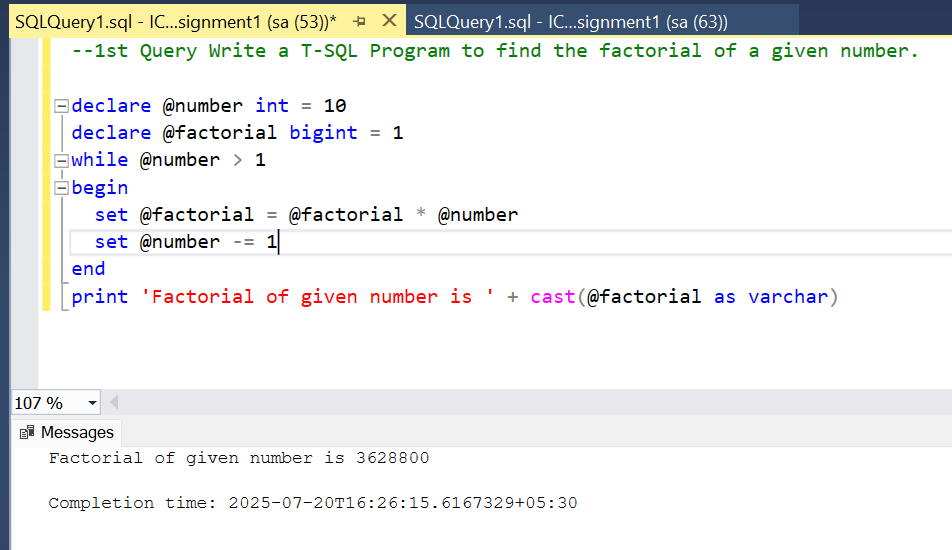 SQLQuery1.sql - IC...signment1 (sa (53))* SQLQuery1.sql - IC...signment1 (sa (63))
--1st Query Write a T-SQL Program to find the factorial of a given number.
declare @number int = 10
declare @factorial bigint = 1
while @number > 1
begin
set @factorial = @factorial * @number
set @number -= 1
end
print 'Factorial of given number is ' + cast(@factorial as varchar)
107 %
Messages
Factorial of given number is 3628800
Completion time: 2025-07-20T16:26:15.6167329+05:30